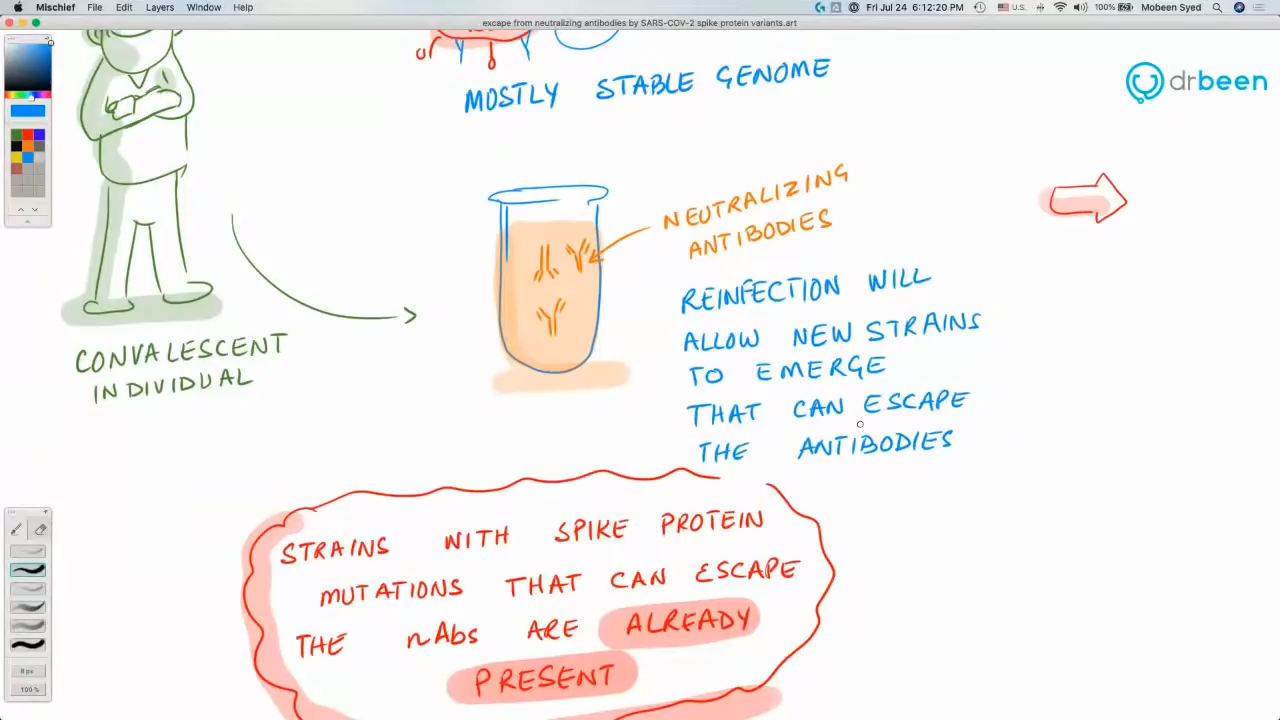 Mischief File Edit Layers Window Help
100% Fri Jul 24 6:12:20 PM U.S. 100% Mobeen Syed
excape from neutralizing antibodies by SARS-COV-2 spike protein variants.art
MOSTLY STABLE GENOME
drbeen
NEUTRALIZING
ANTIBODIES
REINFECTION WILL
ALLOW NEW STRAINS
TO EMERGE
THAT CAN ESCAPE
THE ANTIBODIES
CONVALESCENT
INDIVIDUAL
STRAINS WITH SPIKE PROTEIN
MUTATIONS THAT CAN ESCAPE
THE nAbs ARE ALREADY
PRESENT
8 px
100 %